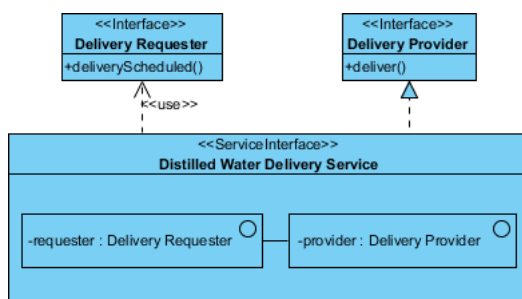 <<Interface>>
Delivery Requester
+deliveryScheduled()
<<Interface>>
Delivery Provider
+deliver()
<<use>>
<<ServiceInterface>>
Distilled Water Delivery Service
-requester : Delivery Requester
-provider : Delivery Provider